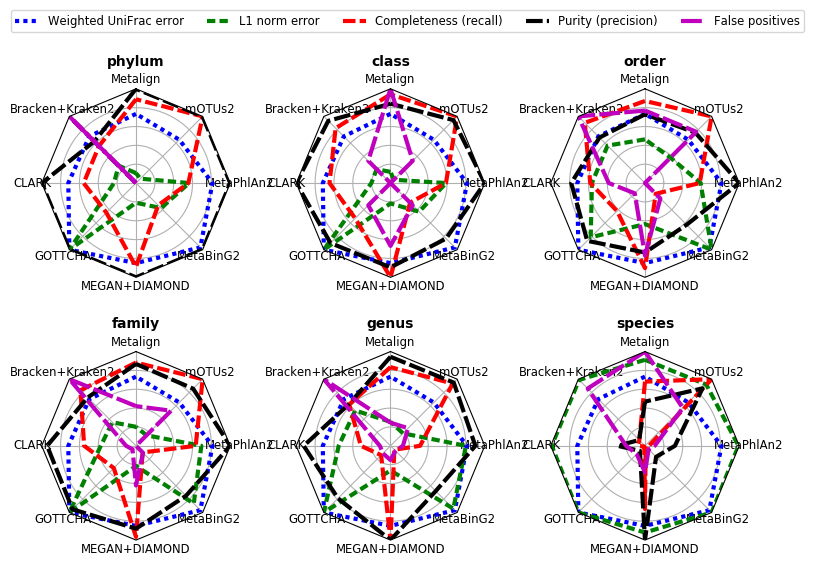 Weighted UniFrac error L1 norm error Completeness (recall) Purity (precision) False positives
phylum class order
Metalign Metalign Metalign
Bracken+Kraken2 mOTUs2 Bracken+Kraken2 mOTUs2 Bracken+Kraken2 mOTUs2
CLARK MetaPhlAn2 CLARK MetaPhlAn2 CLARK MetaPhlAn2
GOTTCHA MetaBinG2 GOTTCHA MetaBinG2 GOTTCHA MetaBinG2
MEGAN+DIAMOND MEGAN+DIAMOND MEGAN+DIAMOND
family genus species
Metalign Metalign Metalign
Bracken+Kraken2 mOTUs2 Bracken+Kraken2 mOTUs2 Bracken+Kraken2 mOTUs2
CLARK MetaPhlAn2 CLARK MetaPhlAn2 CLARK MetaPhlAn2
GOTTCHA MetaBinG2 GOTTCHA MetaBinG2 GOTTCHA MetaBinG2
MEGAN+DIAMOND MEGAN+DIAMOND MEGAN+DIAMOND